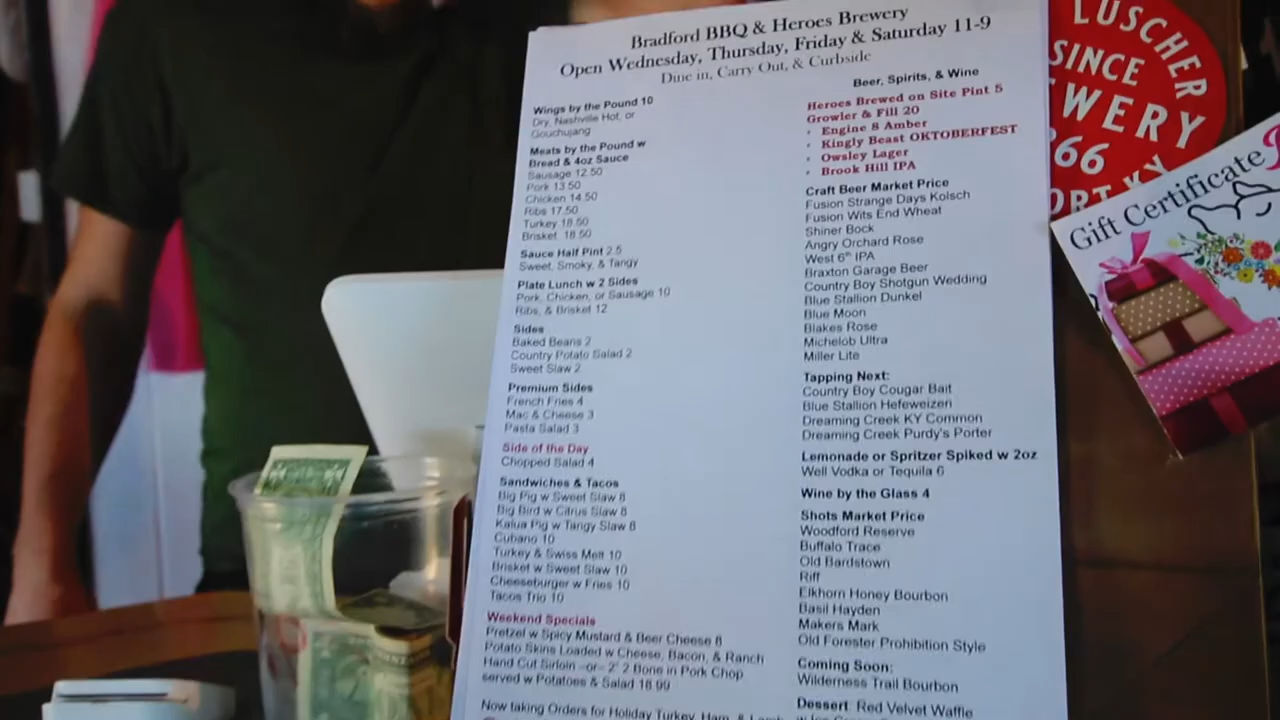 Bradford BBQ & Heroes Brewery
Open Wednesday, Thursday, Friday & Saturday 11-9
Dine in, Carry Out, & Curbside
Wings by the Pound 10
Dry, Nashville Hot, or
Gouchujang
Meats by the Pound w
Bread & 4oz Sauce
Sausage 12.50
Pork 13.50
Chicken 14.50
Ribs 17.50
Turkey 18.50
Brisket 18.50
Sauce Half Pint 2.5
Sweet, Smoky, & Tangy
Plate Lunch w 2 Sides
Pork, Chicken, or Sausage 10
Ribs, & Brisket 12
Sides
Baked Beans 2
Country Potato Salad 2
Sweet Slaw 2
Premium Sides
French Fries 4
Mac & Cheese 3
Pasta Salad 3
Side of the Day
Chopped Salad 4
Sandwiches & Tacos
Big Pig w Sweet Slaw 8
Big Bird w Citrus Slaw 8
Kalua Pig w Tangy Slaw 8
Cubano 10
Turkey & Swiss Melt 10
Brisket w Sweet Slaw 10
Cheeseburger w Fries 10
Tacos Trio 10
Weekend Specials
Pretzel w Spicy Mustard & Beer Cheese 8
Potato Skins Loaded w Cheese, Bacon, & Ranch
Hand Cut Sirloin –or– 2" 2 Bone in Pork Chop
served w Potatoes & Salad 18.99
Now taking Orders for Holiday Turkey, Ham, &
Beer, Spirits, & Wine
Heroes Brewed on Site Pint 5
Growler & Fill 20
• Engine 8 Amber
• Kingly Beast OKTOBERFEST
• Owsley Lager
• Brook Hill IPA
Craft Beer Market Price
Fusion Strange Days Kolsch
Fusion Wits End Wheat
Shiner Bock
Angry Orchard Rose
West 6th IPA
Braxton Garage Beer
Country Boy Shotgun Wedding
Blue Stallion Dunkel
Blue Moon
Blakes Rose
Michelob Ultra
Miller Lite
Tapping Next:
Country Boy Cougar Bait
Blue Stallion Hefeweizen
Dreaming Creek KY Common
Dreaming Creek Purdy's Porter
Lemonade or Spritzer Spiked w 2oz
Well Vodka or Tequila 6
Wine by the Glass 4
Shots Market Price
Woodford Reserve
Buffalo Trace
Old Bardstown
Riff
Elkhorn Honey Bourbon
Basil Hayden
Makers Mark
Old Forester Prohibition Style
Coming Soon:
Wilderness Trail Bourbon
Dessert: Red Velvet Waffle
LUSCHER
SINCE
EWERY
66
ORT KY
Gift Certificate